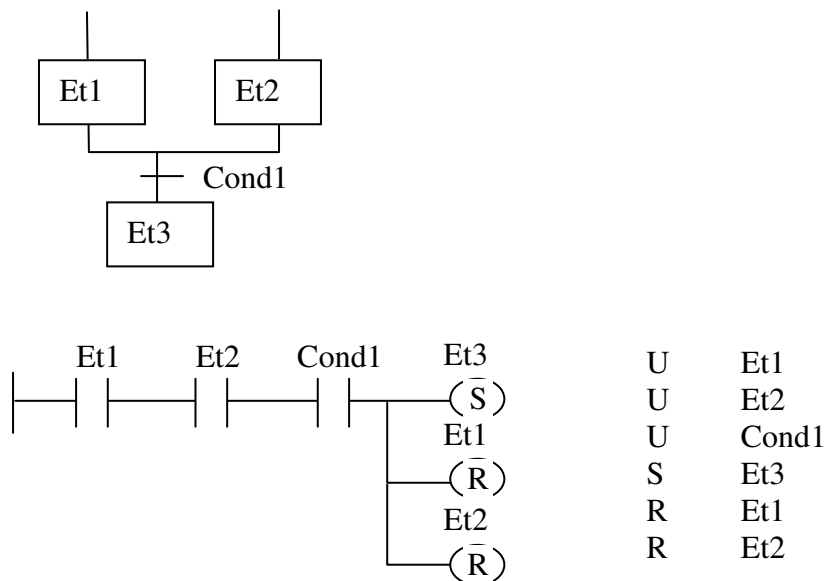 Et1 Et2
Cond1
Et3
Et1 Et2 Cond1 Et3
S
Et1
R
Et2
R
U Et1
U Et2
U Cond1
S Et3
R Et1
R Et2